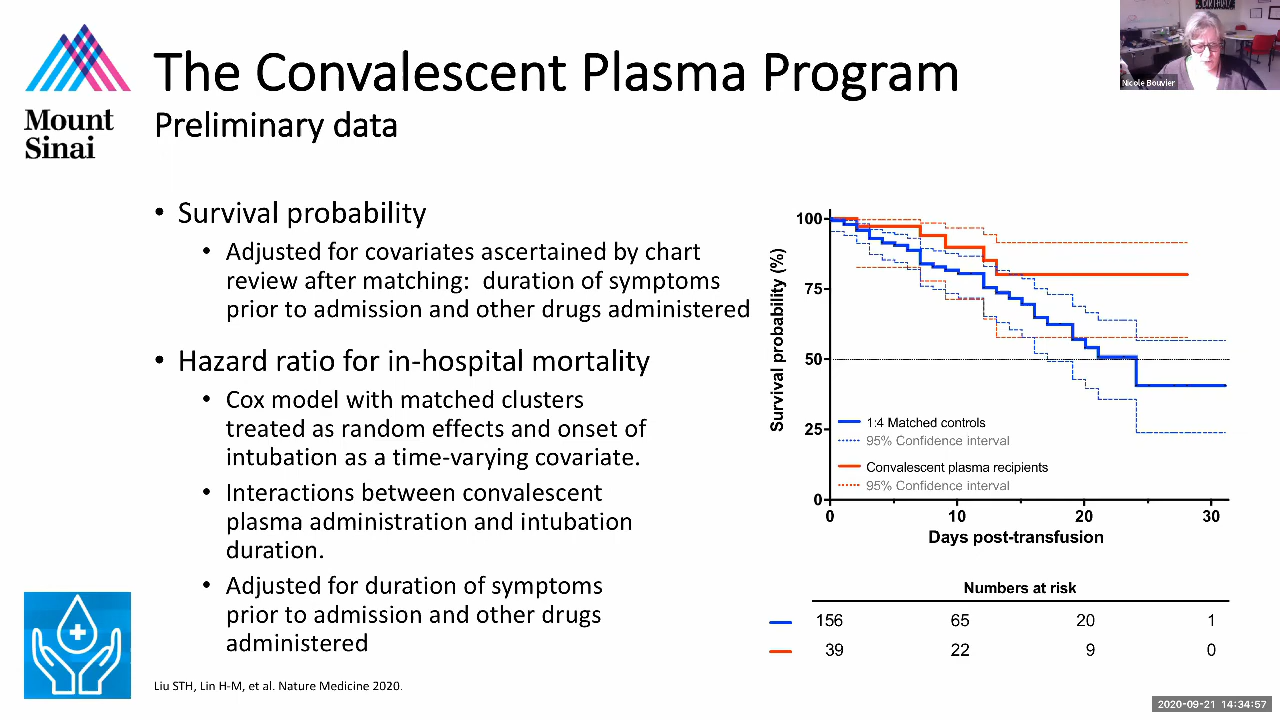 Mount
Sinai
The Convalescent Plasma Program
Preliminary data
Nicole Bouvier
• Survival probability
• Adjusted for covariates ascertained by chart
review after matching: duration of symptoms
prior to admission and other drugs administered
• Hazard ratio for in-hospital mortality
• Cox model with matched clusters
treated as random effects and onset of
intubation as a time-varying covariate.
• Interactions between convalescent
plasma administration and intubation
duration.
• Adjusted for duration of symptoms
prior to admission and other drugs
administered
Liu STH, Lin H-M, et al. Nature Medicine 2020.
Survival probability (%)
100
75
50
25
0
1:4 Matched controls
95% Confidence interval
Convalescent plasma recipients
95% Confidence interval
0 10 20 30
Days post-transfusion
Numbers at risk
156 65 20 1
39 22 9 0
2020-09-21 14:34:57